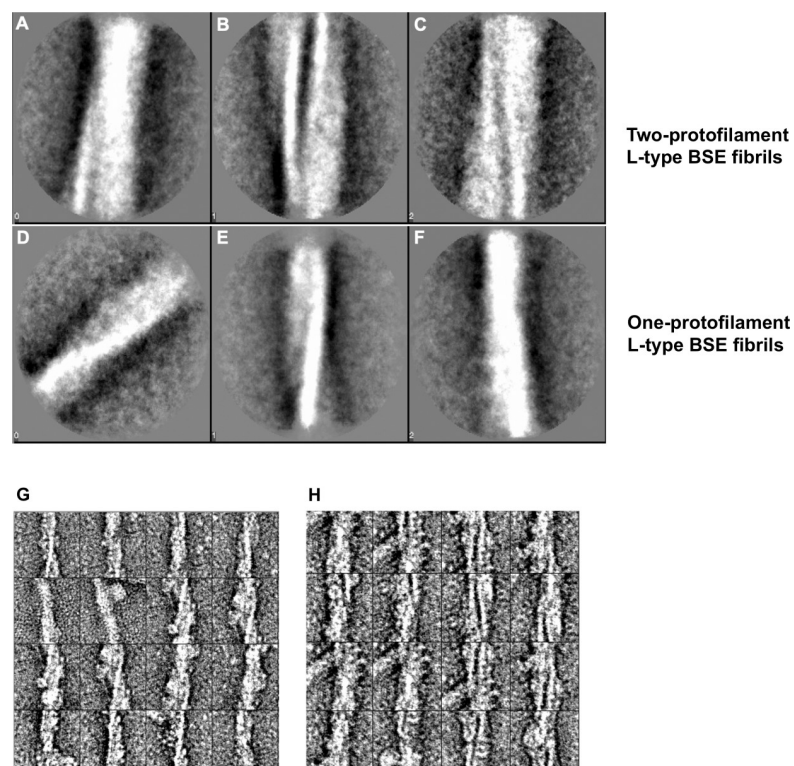 A B C
Two-protofilament
L-type BSE fibrils
0 1 2
D E F
One-protofilament
L-type BSE fibrils
0 1 2
G H